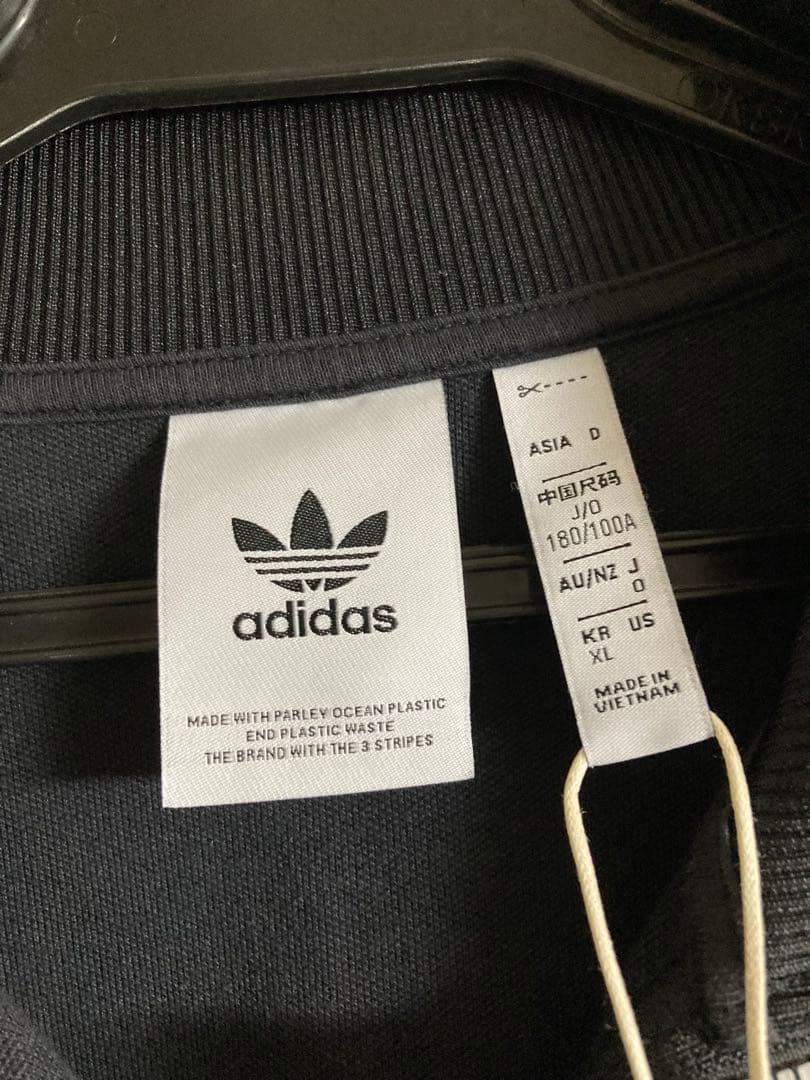 adidas
MADE WITH PARLEY OCEAN PLASTIC
END PLASTIC WASTE
THE BRAND WITH THE 3 STRIPES
ASIA D
中国尺码
J/O
180/100A
AU/NZ J
O
KR US
XL
MADE IN
VIETNAM